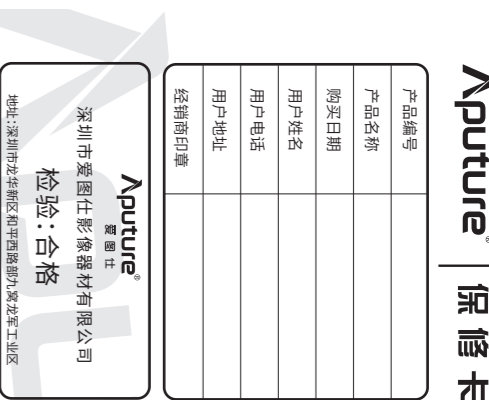 Aputure® | 保修卡
产品编号
产品名称
购买日期
用户姓名
用户电话
用户地址
经销商印章
Aputure®
爱图仕
深圳市爱图仕影像器材有限公司
检验:合格
地址:深圳市龙华新区和平西路部九窝龙军工业区